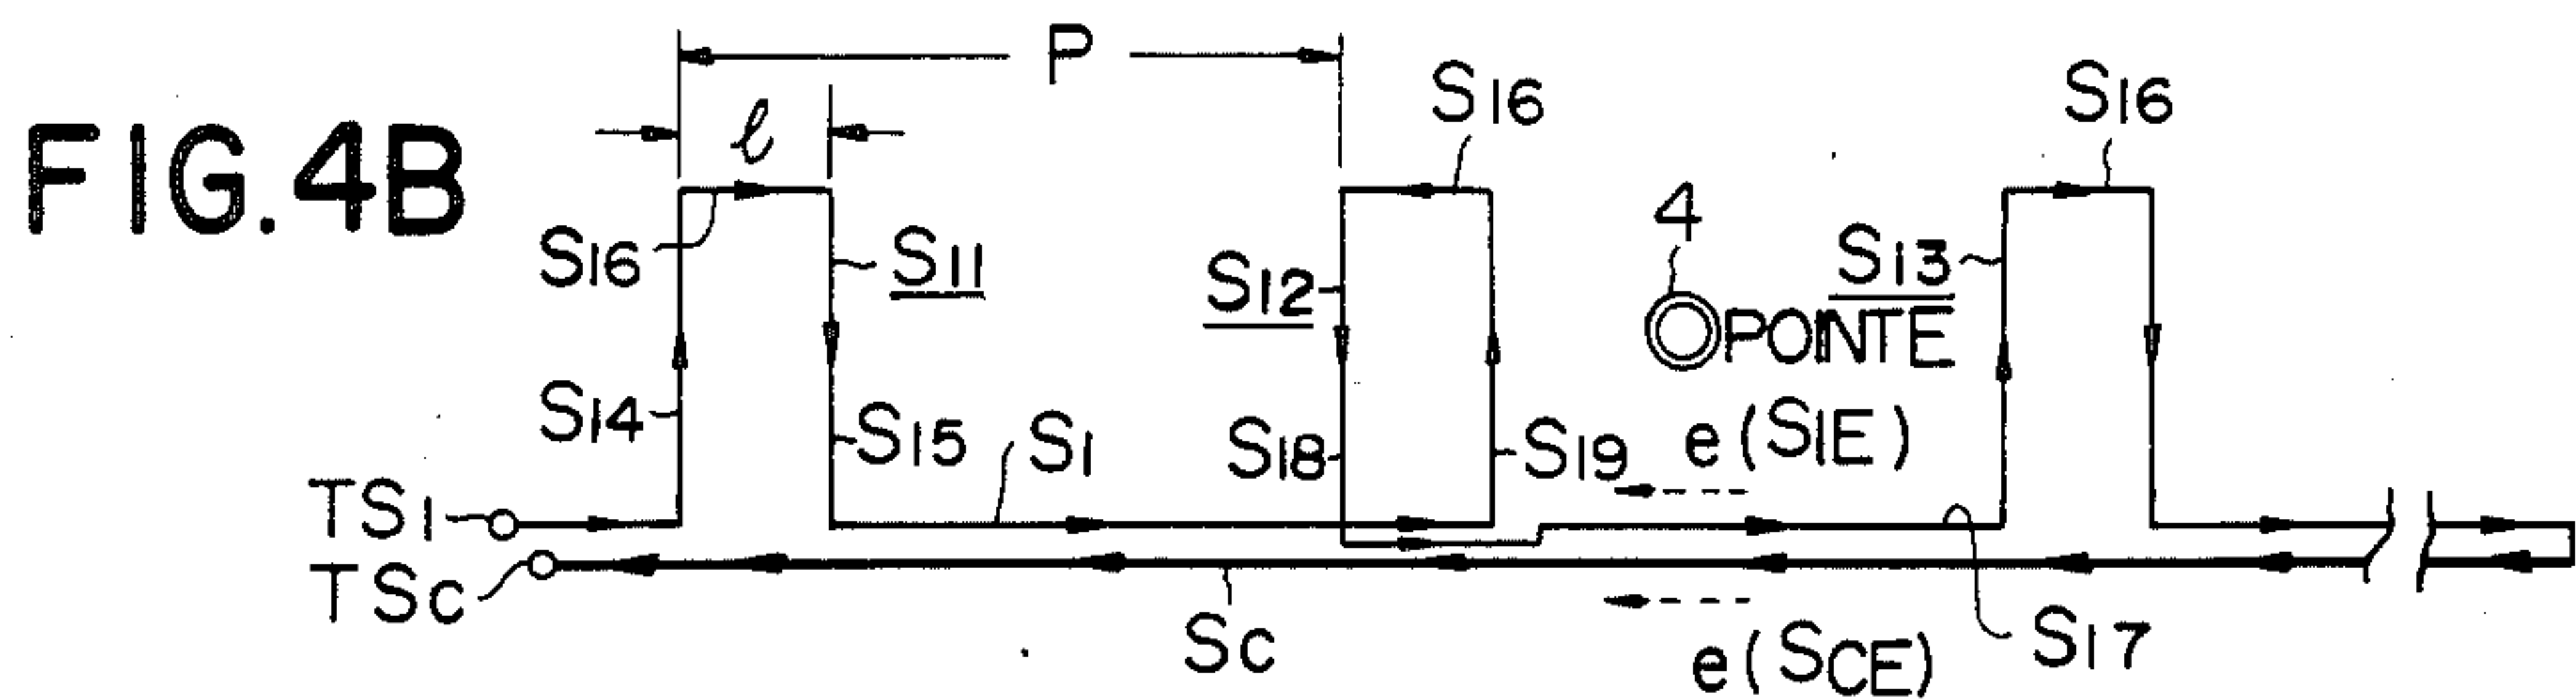 FIG.4B
P
ℓ
S16
S16
S16
S11
S12
4
S13
POINTE
S14
S15
S1
S18
S19
e(S1E)
TS1
TSc
Sc
e(SCE)
S17